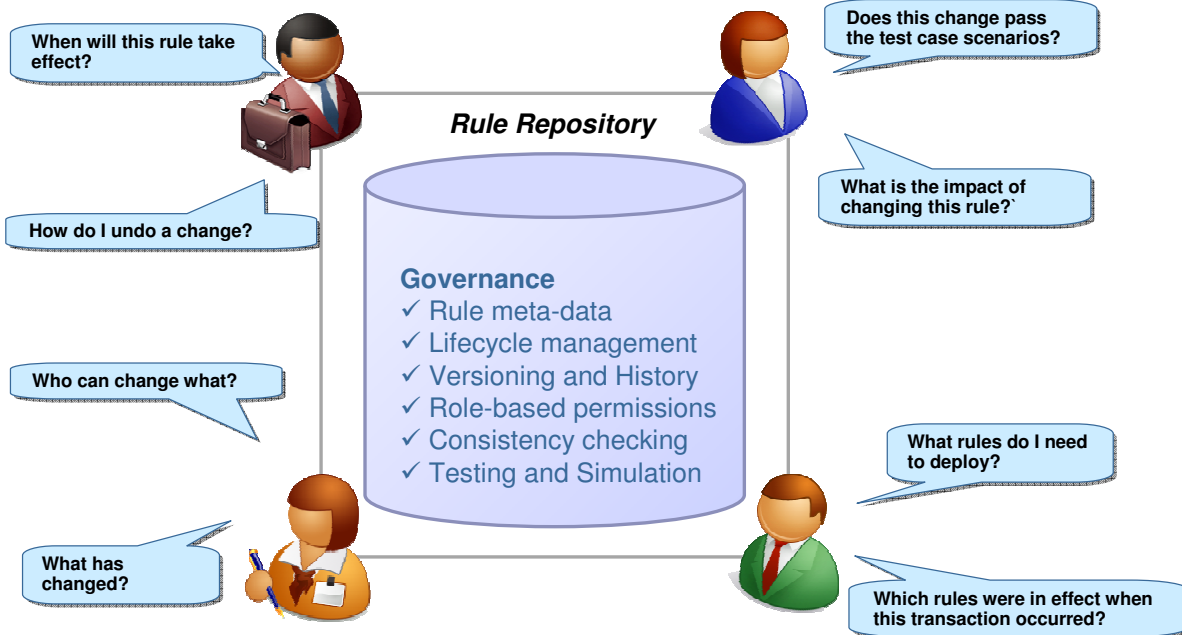 When will this rule take
effect?
Does this change pass
the test case scenarios?
Rule Repository
What is the impact of
changing this rule?`
How do I undo a change?
Governance
✓ Rule meta-data
✓ Lifecycle management
✓ Versioning and History
✓ Role-based permissions
✓ Consistency checking
✓ Testing and Simulation
Who can change what?
What rules do I need
to deploy?
What has
changed?
Which rules were in effect when
this transaction occurred?